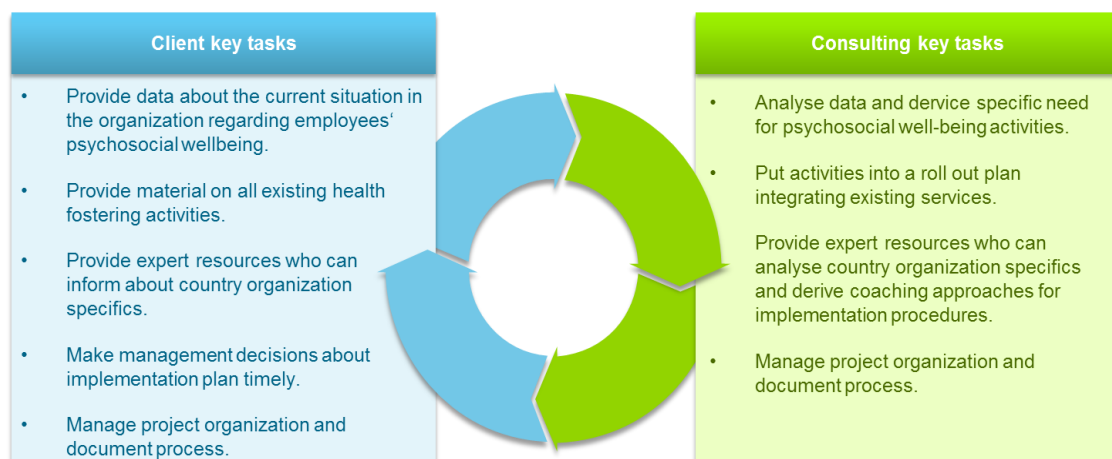 Client key tasks
• Provide data about the current situation in
the organization regarding employees‘
psychosocial wellbeing.
• Provide material on all existing health
fostering activities.
• Provide expert resources who can
inform about country organization
specifics.
• Make management decisions about
implementation plan timely.
• Manage project organization and
document process.
Consulting key tasks
• Analyse data and dervice specific need
for psychosocial well-being activities.
• Put activities into a roll out plan
integrating existing services.
Provide expert resources who can
analyse country organization specifics
and derive coaching approaches for
implementation procedures.
• Manage project organization and
document process.